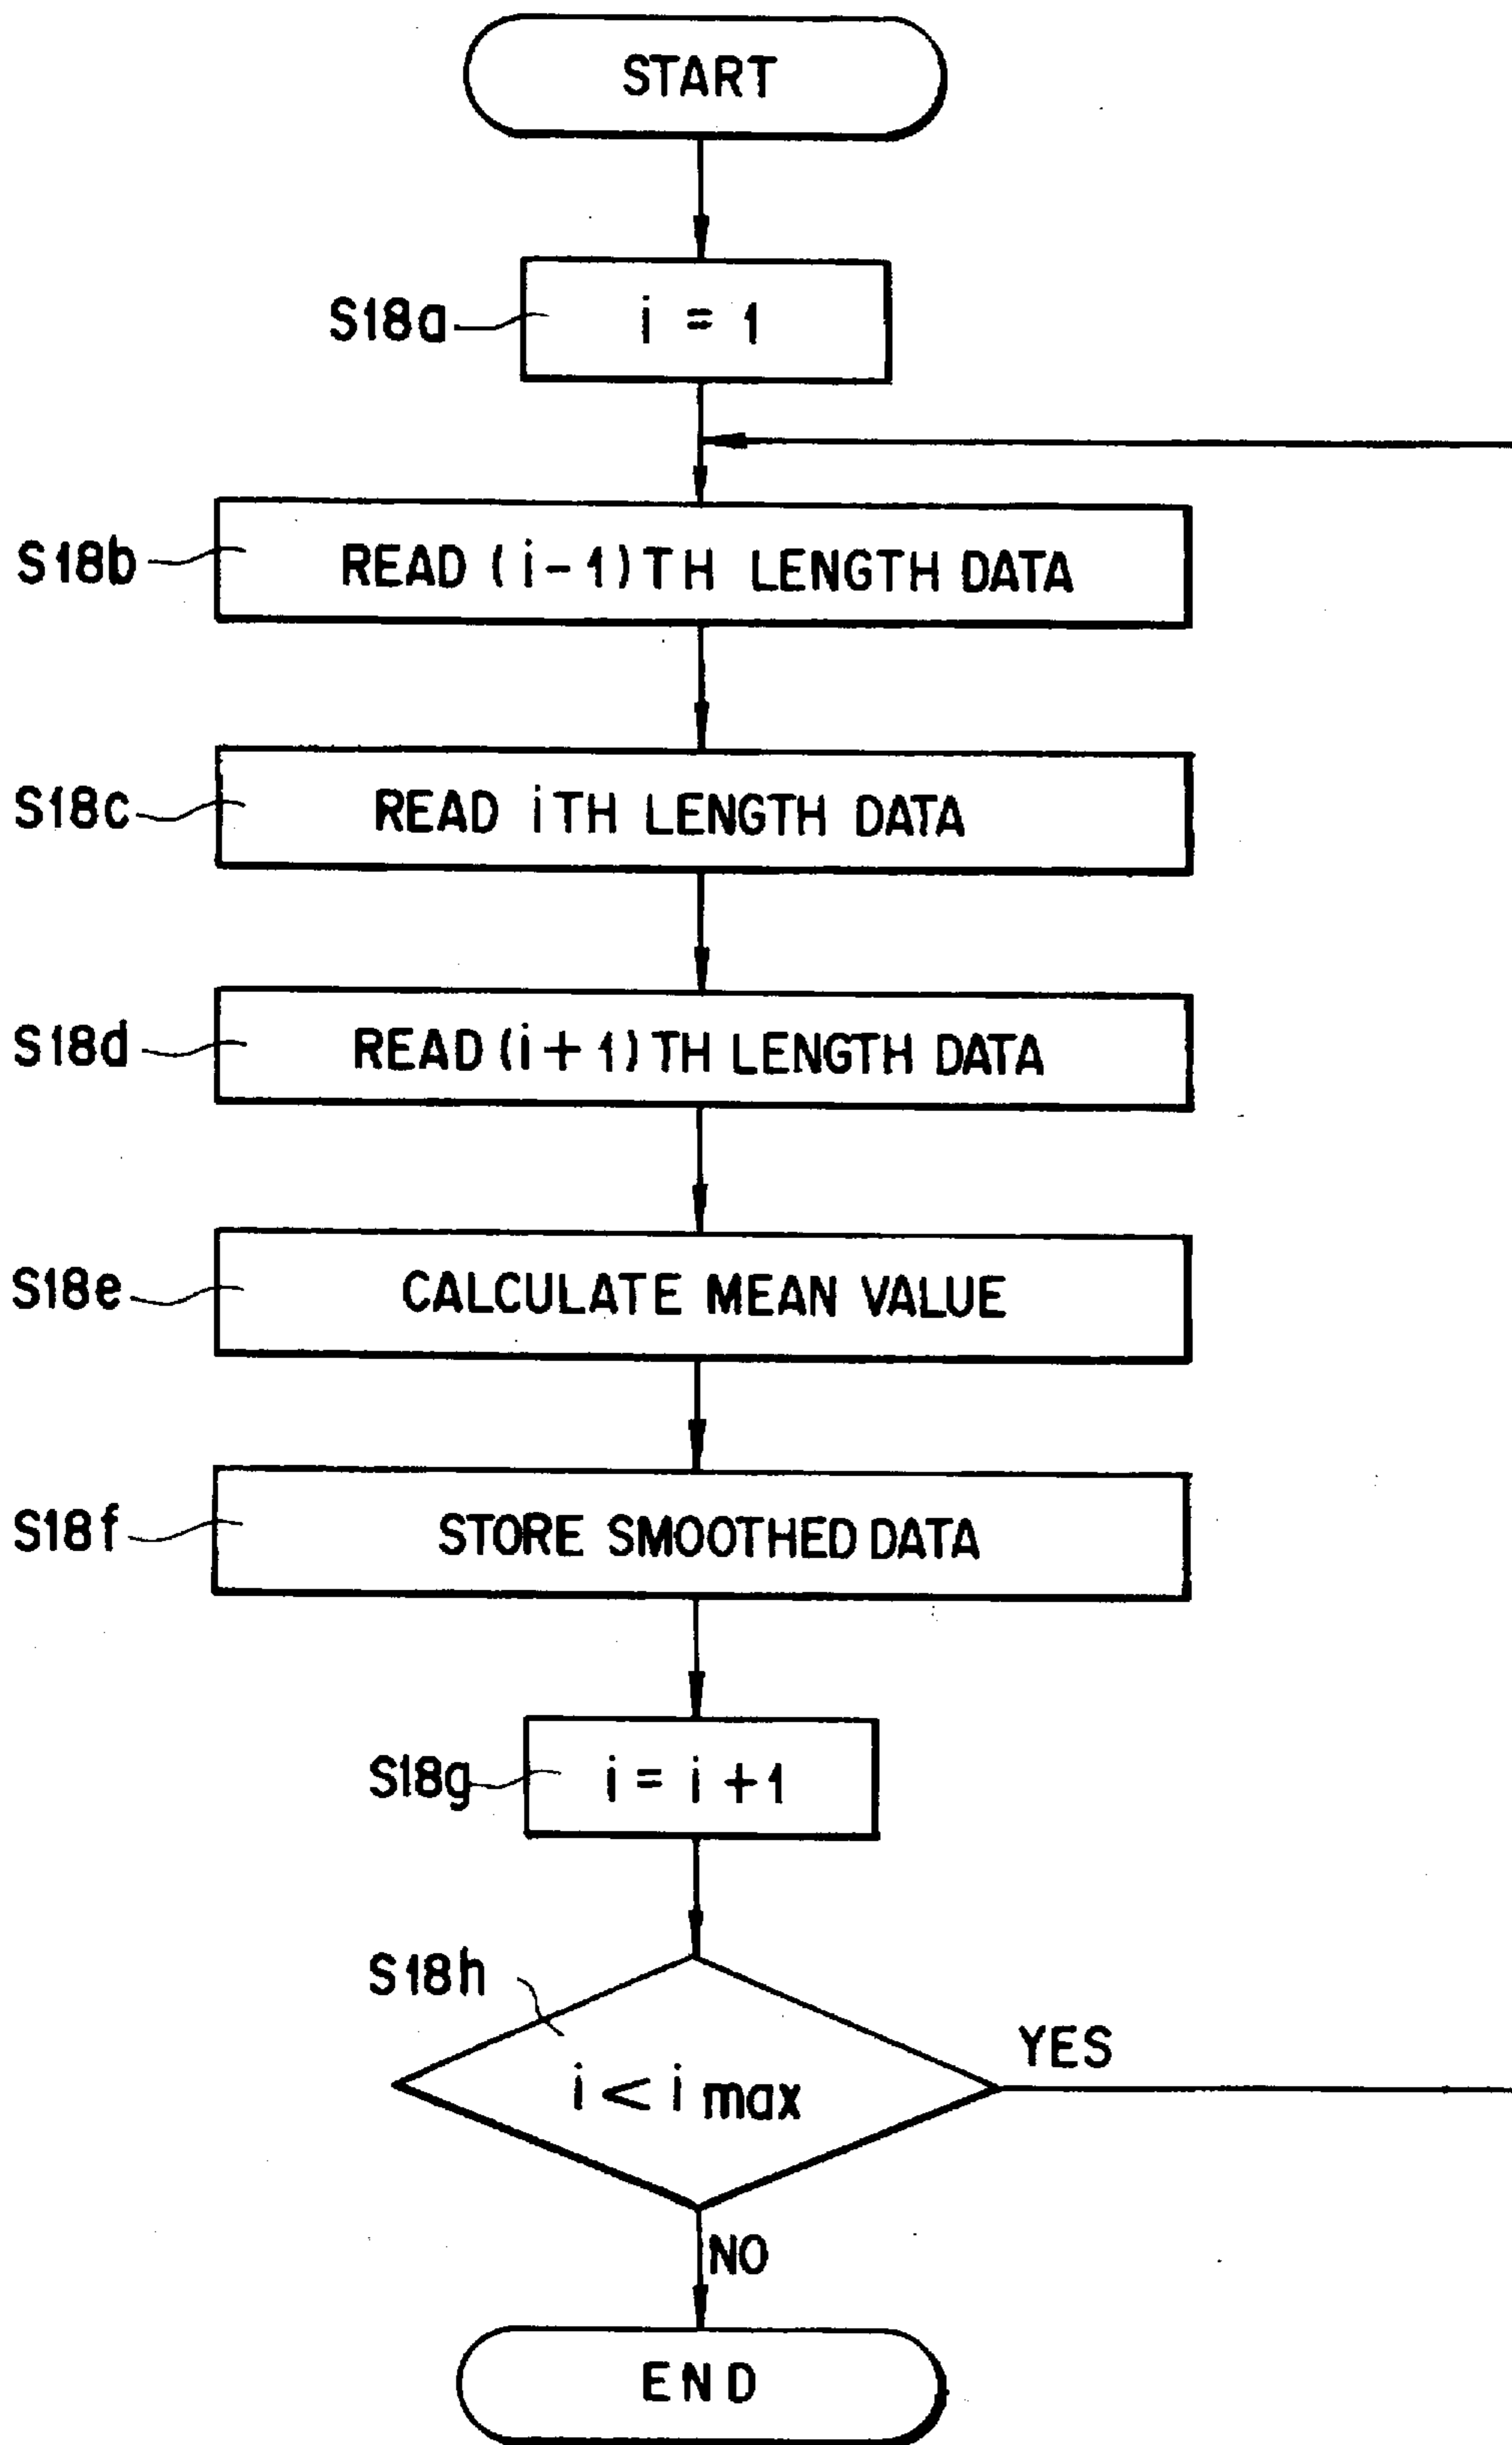 START
S18a
i = 1
S18b
READ (i-1)TH LENGTH DATA
S18c
READ iTH LENGTH DATA
S18d
READ (i+1)TH LENGTH DATA
S18e
CALCULATE MEAN VALUE
S18f
STORE SMOOTHED DATA
S18g
i = i +1
S18h
i < i max
YES
NO
END